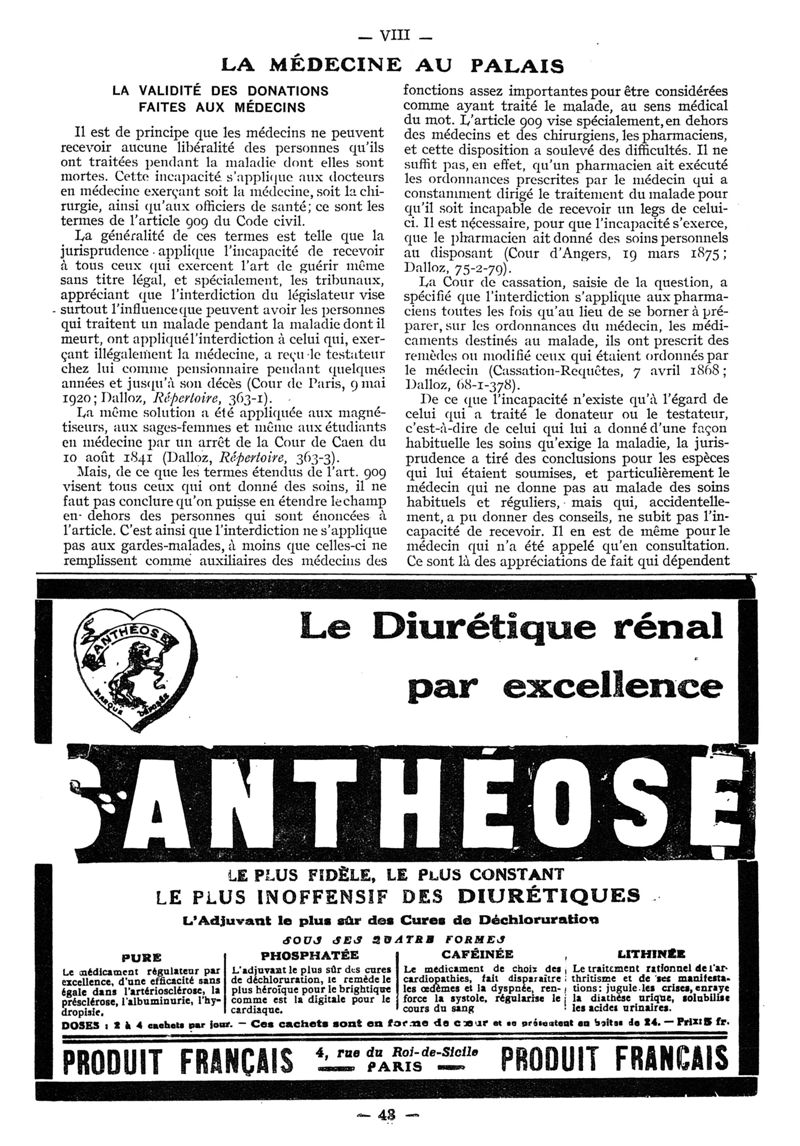 — VIII —
LA MÉDECINE AU PALAIS
LA VALIDITÉ DES DONATIONS
FAITES AUX MÉDECINS
Il est de principe que les médecins ne peuvent
recevoir aucune libéralité des personnes qu'ils
ont traitées pendant la maladie dont elles sont
mortes. Cette incapacité s'applique aux docteurs
en médecine exerçant soit la médecine, soit la chi-
rurgie, ainsi qu'aux officiers de santé; ce sont les
termes de l'article 909 du Code civil.
La généralité de ces termes est telle que la
jurisprudence applique l'incapacité de recevoir
à tous ceux qui exercent l'art de guérir même
sans titre légal, et spécialement, les tribunaux,
appréciant que l'interdiction du législateur vise
surtout l'influence que peuvent avoir les personnes
qui traitent un malade pendant la maladie dont il
meurt, ont appliqué l'interdiction à celui qui, exer-
çant illégalement la médecine, a reçu le testateur
chez lui comme pensionnaire pendant quelques
années et jusqu'à son décès (Cour de Paris, 9 mai
1920; Dalloz, Répertoire, 363-1).
La même solution a été appliquée aux magné-
tiseurs, aux sages-femmes et même aux étudiants
en médecine par un arrêt de la Cour de Caen du
10 août 1841 (Dalloz, Répertoire, 363-3).
Mais, de ce que les termes étendus de l'art. 909
visent tous ceux qui ont donné des soins, il ne
faut pas conclure qu'on puisse en étendre le champ
en dehors des personnes qui sont énoncées à
l'article. C'est ainsi que l'interdiction ne s'applique
pas aux gardes-malades, à moins que celles-ci ne
remplissent comme auxiliaires des médecins des
fonctions assez importantes pour être considérées
comme ayant traité le malade, au sens médical
du mot. L'article 909 vise spécialement, en dehors
des médecins et des chirurgiens, les pharmaciens,
et cette disposition a soulevé des difficultés. Il ne
suffit pas, en effet, qu'un pharmacien ait exécuté
les ordonnances prescrites par le médecin qui a
constamment dirigé le traitement du malade pour
qu'il soit incapable de recevoir un legs de celui-
ci. Il est nécessaire, pour que l'incapacité s'exerce,
que le pharmacien ait donné des soins personnels
au disposant (Cour d'Angers, 19 mars 1875;
Dalloz, 75-2-79).
La Cour de cassation, saisie de la question, a
spécifié que l'interdiction s'applique aux pharma-
ciens toutes les fois qu'au lieu de se borner à pré-
parer, sur les ordonnances du médecin, les médi-
caments destinés au malade, ils ont prescrit des
remèdes ou modifié ceux qui étaient ordonnés par
le médecin (Cassation-Requêtes, 7 avril 1868;
Dalloz, 68-1-378).
De ce que l'incapacité n'existe qu'à l'égard de
celui qui a traité le donateur ou le testateur,
c'est-à-dire de celui qui lui a donné d'une façon
habituelle les soins qu'exige la maladie, la juris-
prudence a tiré des conclusions pour les espèces
qui lui étaient soumises, et particulièrement le
médecin qui ne donne pas au malade des soins
habituels et réguliers, mais qui, accidentelle-
ment, a pu donner des conseils, ne subit pas l'in-
capacité de recevoir. Il en est de même pour le
médecin qui n'a été appelé qu'en consultation.
Ce sont là des appréciations de fait qui dépendent
SANTHÉOSE
MARQUE DÉPOSÉE
Le Diurétique rénal
par excellence
SANTHÉOSE
LE PLUS FIDÈLE, LE PLUS CONSTANT
LE PLUS INOFFENSIF DES DIURÉTIQUES
L'Adjuvant le plus sûr des Cures de Déchloruration
SOUS SES QUATRE FORMES
PURE
Le médicament régulateur par
excellence, d'une efficacité sans
égale dans l'artériosclérose, la
présclérose, l'albuminurie, l'hy-
dropisie.
PHOSPHATÉE
L'adjuvant le plus sûr des cures
de déchloruration, le remède le
plus héroïque pour le brightique
comme est la digitale pour le
cardiaque.
CAFÉINÉE
Le médicament de choix des
cardiopathies, fait disparaître
les œdèmes et la dyspnée, ren-
force la systole, régularise le
cours du sang
LITHINÉE
Le traitement rationnel de l'ar-
thritisme et de ses manifesta-
tions: jugule les crises, enraye
la diathèse urique, solubilise
les acides urinaires.
DOSES : 2 à 4 cachets par jour. — Ces cachets sont en forme de cœur et se présentent en boîtes de 24. — Prix: 5 fr.
PRODUIT FRANÇAIS
4, rue du Roi-de-Sicile
— PARIS —
PRODUIT FRANÇAIS
— 43 —